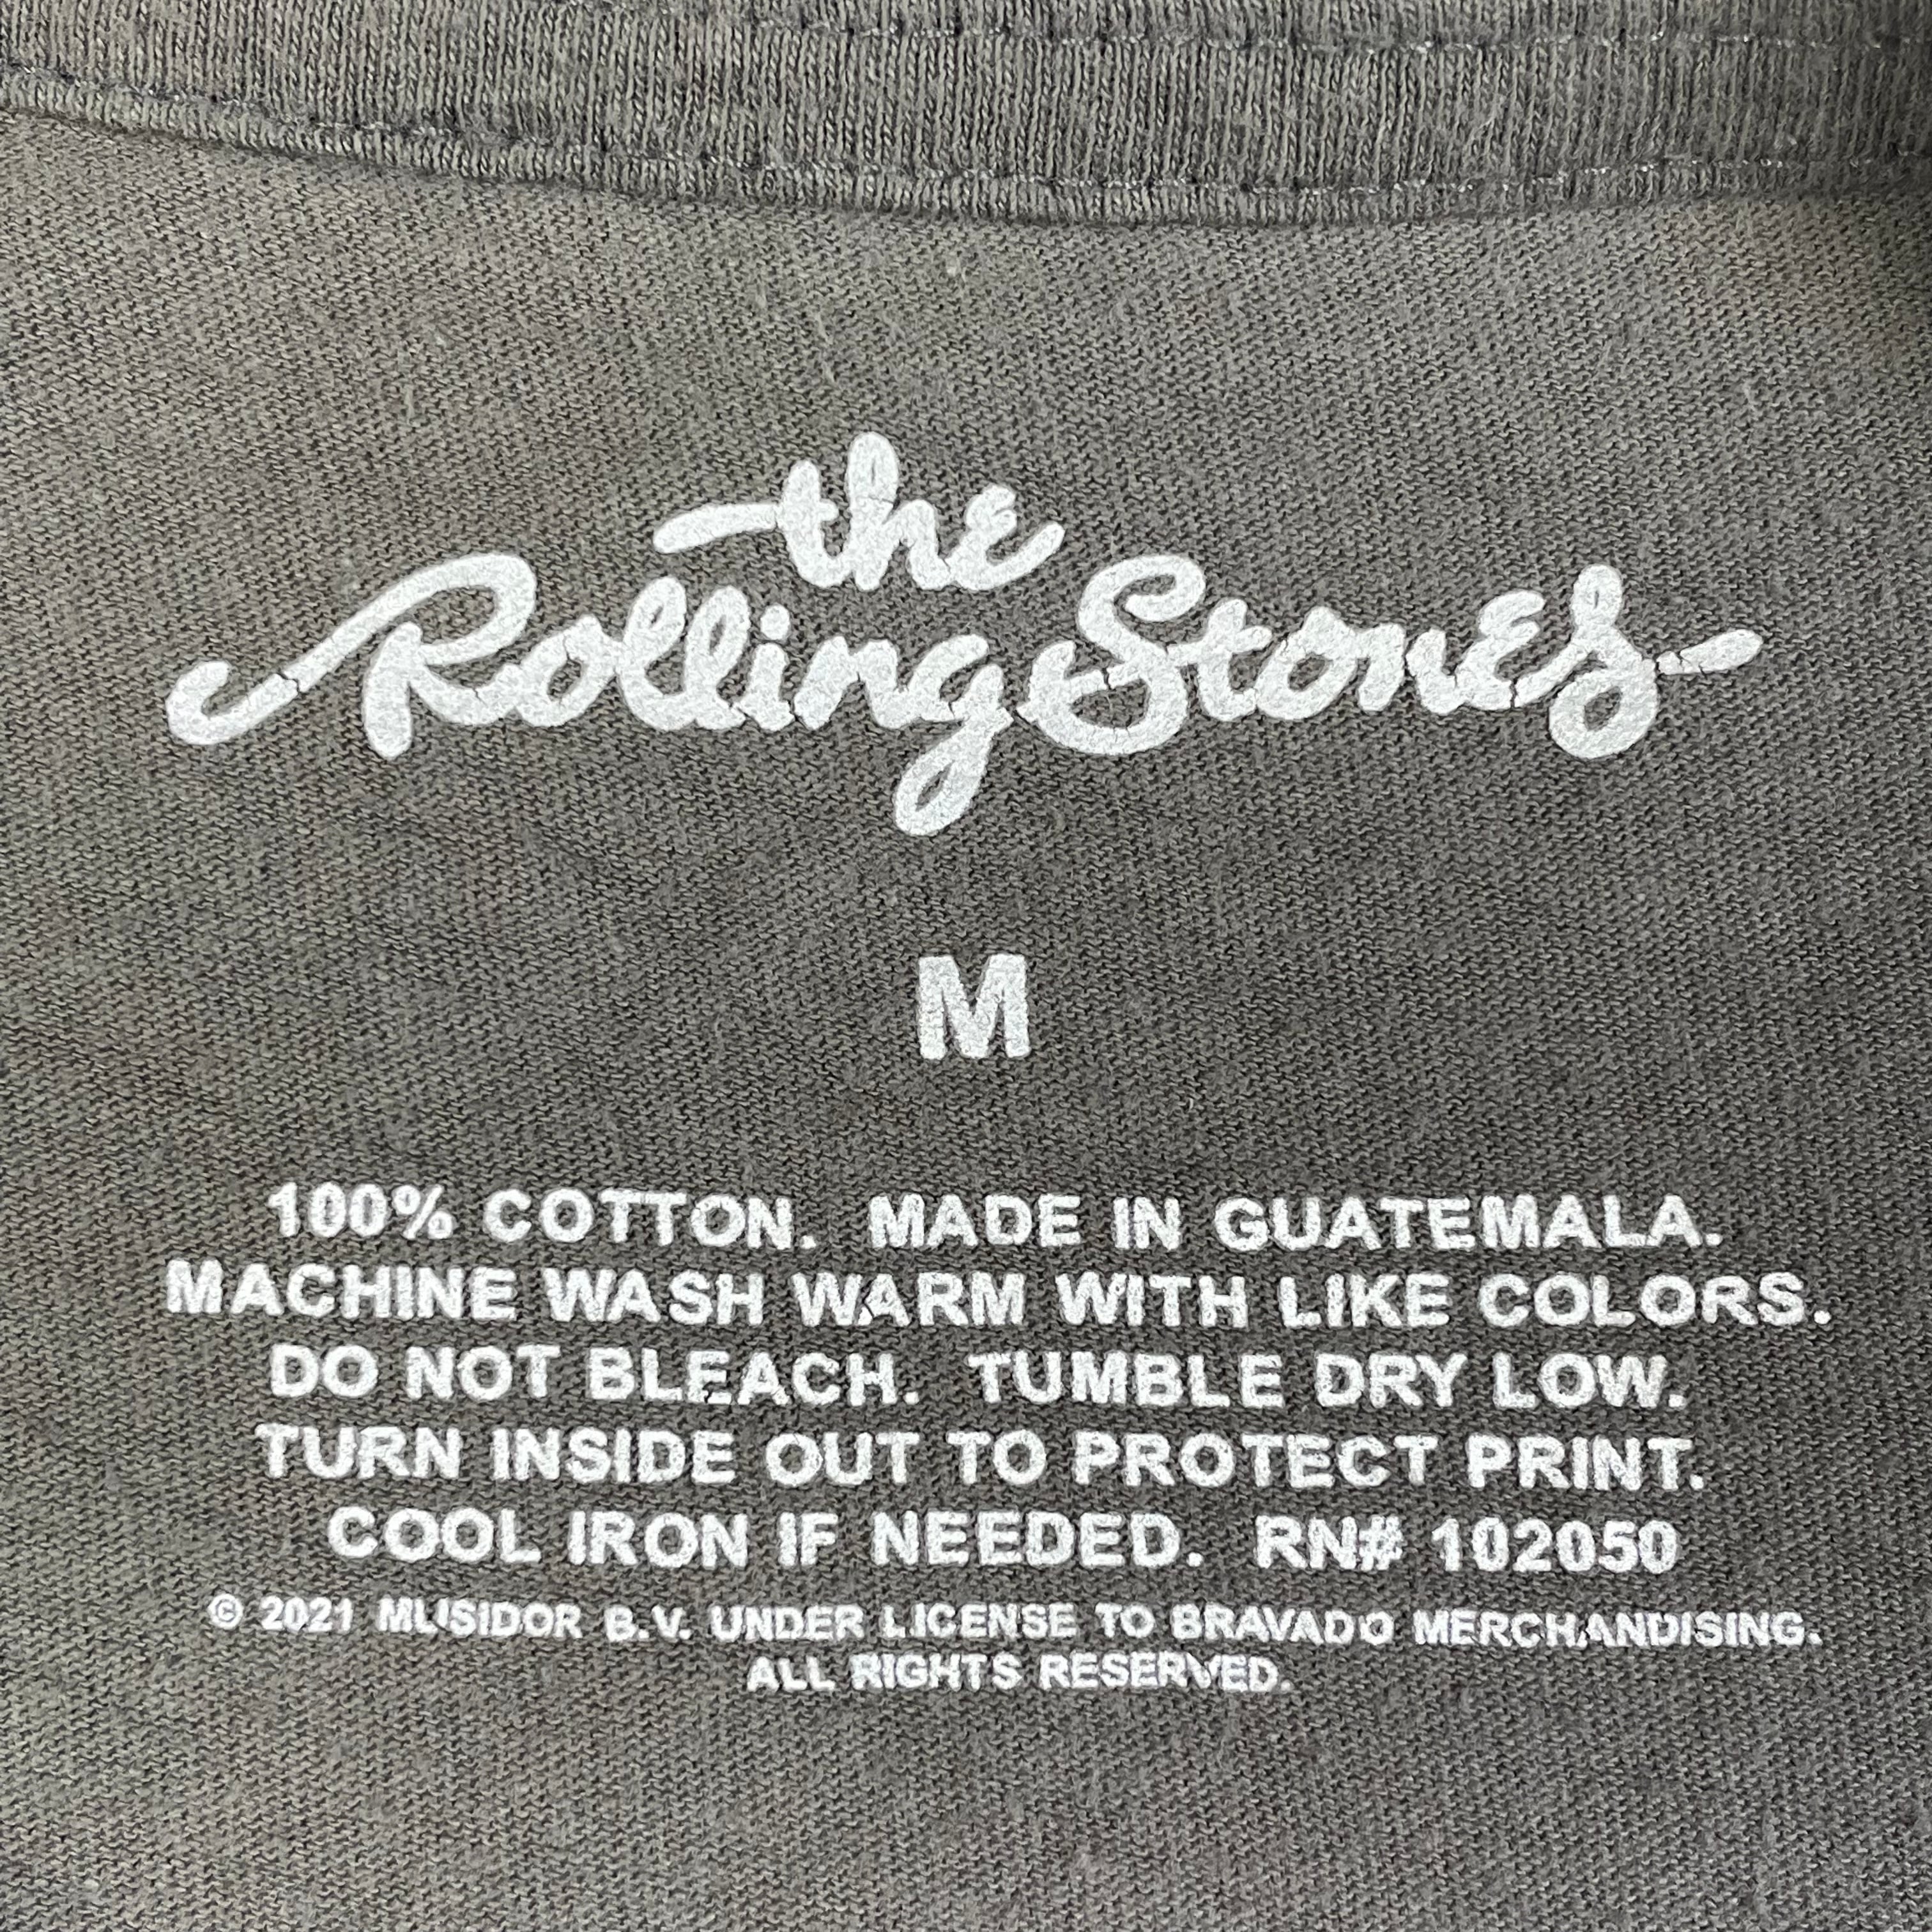 the
Rolling Stones
M
100% COTTON. MADE IN GUATEMALA.
MACHINE WASH WARM WITH LIKE COLORS.
DO NOT BLEACH. TUMBLE DRY LOW.
TURN INSIDE OUT TO PROTECT PRINT.
COOL IRON IF NEEDED. RN# 102050
© 2021 MUSIDOR B.V. UNDER LICENSE TO BRAVADO MERCHANDISING.
ALL RIGHTS RESERVED.